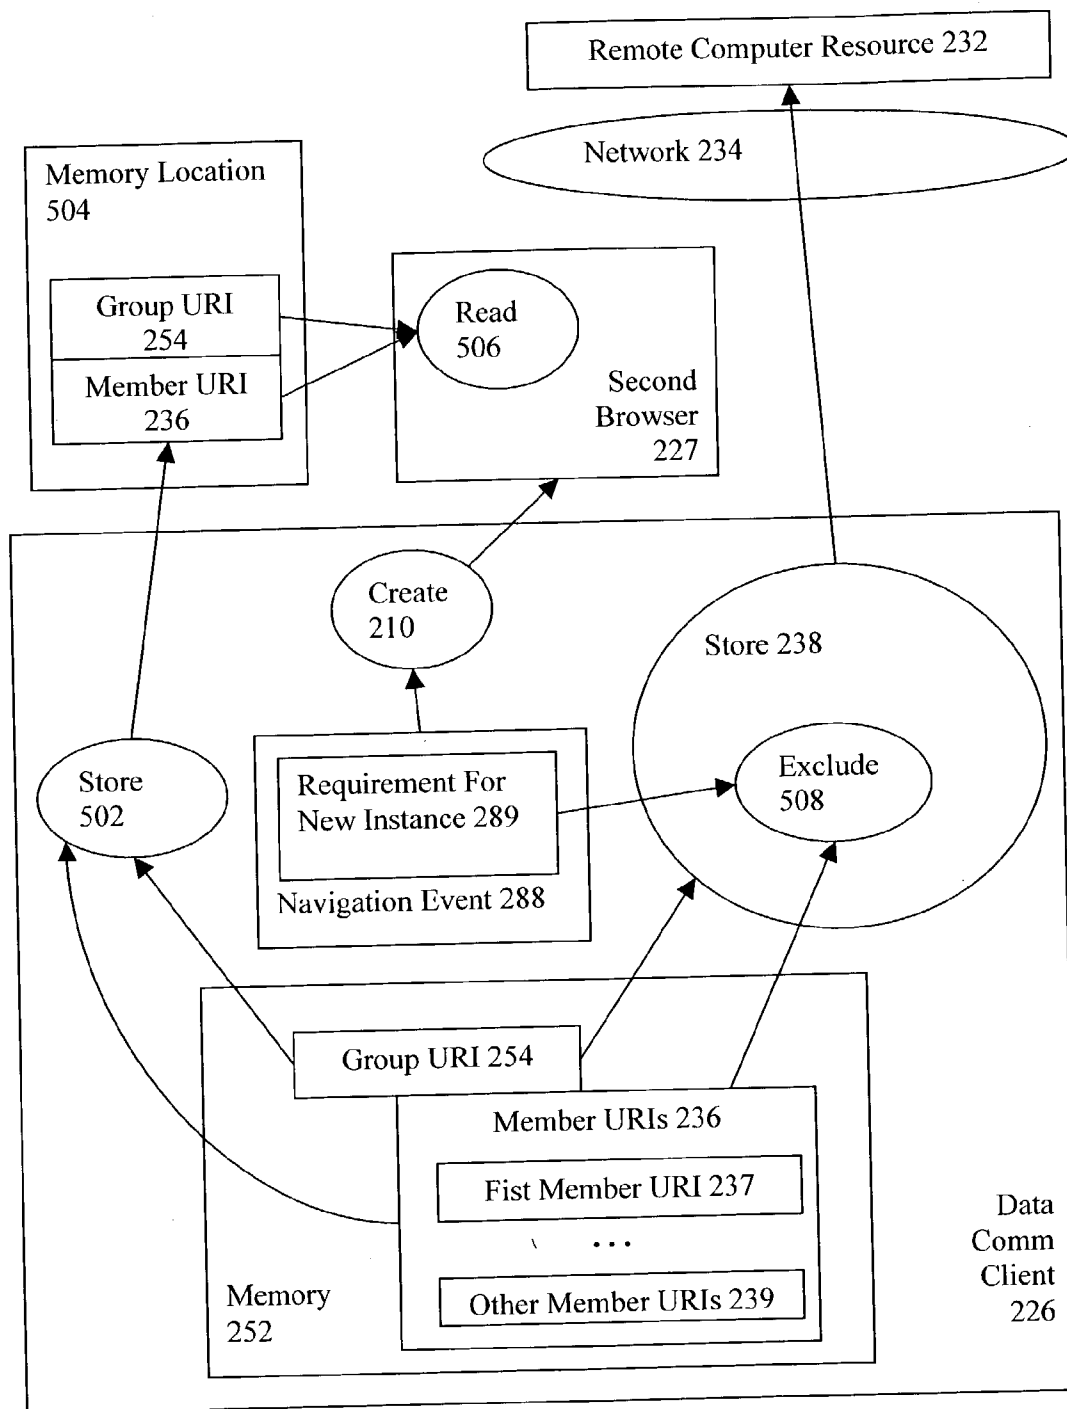 Remote Computer Resource 232
Network 234
Memory Location
504
Group URI
254
Member URI
236
Read
506
Second
Browser
227
Create
210
Store 238
Store
502
Requirement For
New Instance 289
Exclude
508
Navigation Event 288
Group URI 254
Member URIs 236
Fist Member URI 237
...
Other Member URIs 239
Memory
252
Data
Comm
Client
226